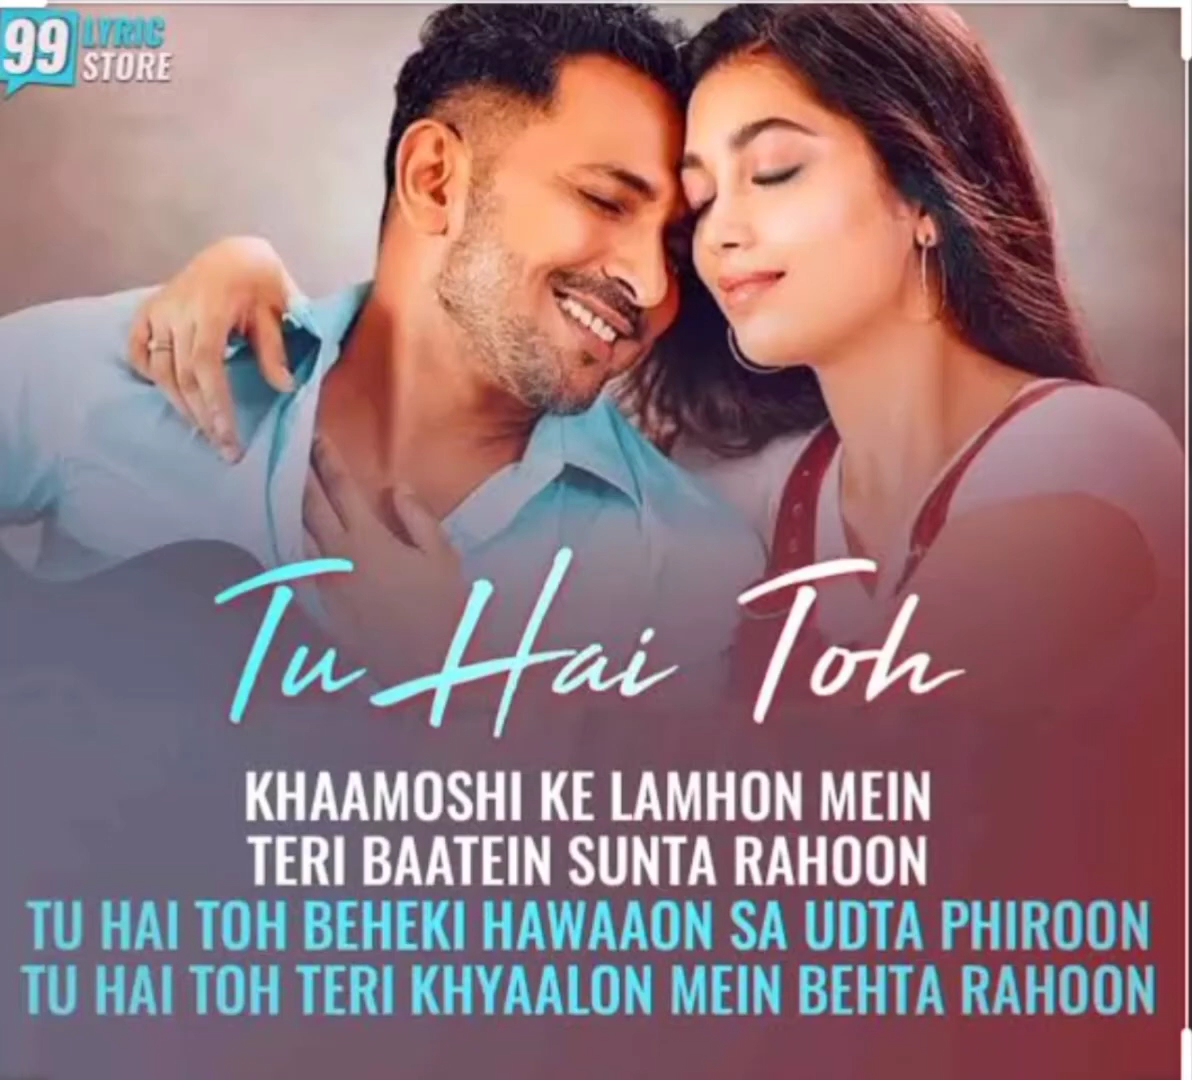 99 LYRIC
STORE
Tu Hai Toh
KHAAMOSHI KE LAMHON MEIN
TERI BAATEIN SUNTA RAHOON
TU HAI TOH BEHEKI HAWAAON SA UDTA PHIROON
TU HAI TOH TERI KHYAALON MEIN BEHTA RAHOON